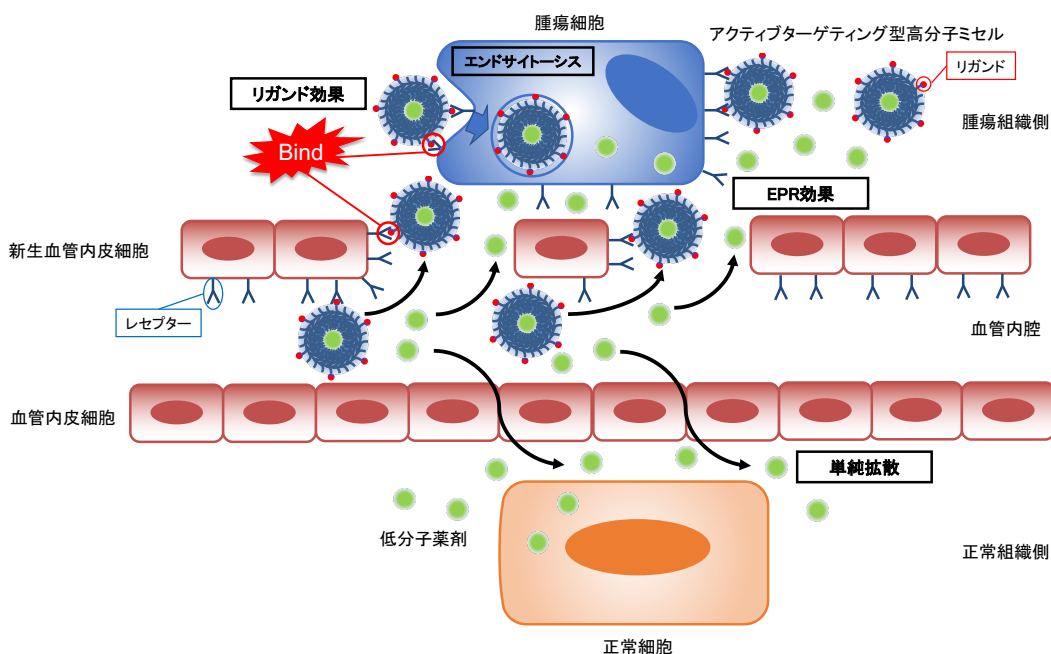 腫瘍細胞
アクティブターゲティング型高分子ミセル
エンドサイトーシス
リガンド
リガンド効果
腫瘍組織側
Bind
EPR効果
新生血管内皮細胞
レセプター
血管内腔
血管内皮細胞
単純拡散
低分子薬剤
正常組織側
正常細胞